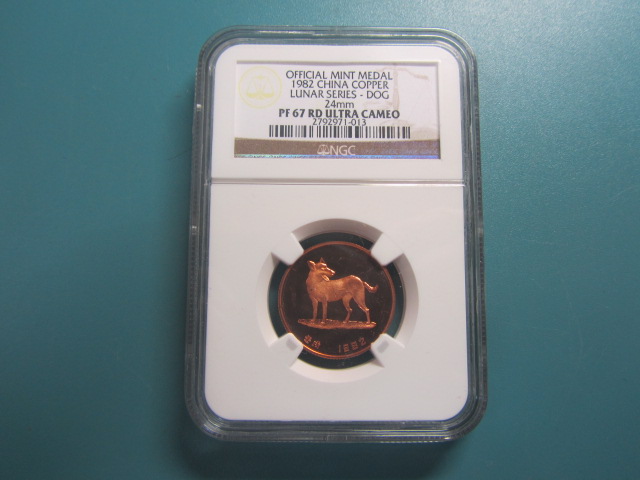 OFFICIAL MINT MEDAL
1982 CHINA COPPER
LUNAR SERIES - DOG
24mm
PF 67 RD ULTRA CAMEO
2792971-013
NGC
1982